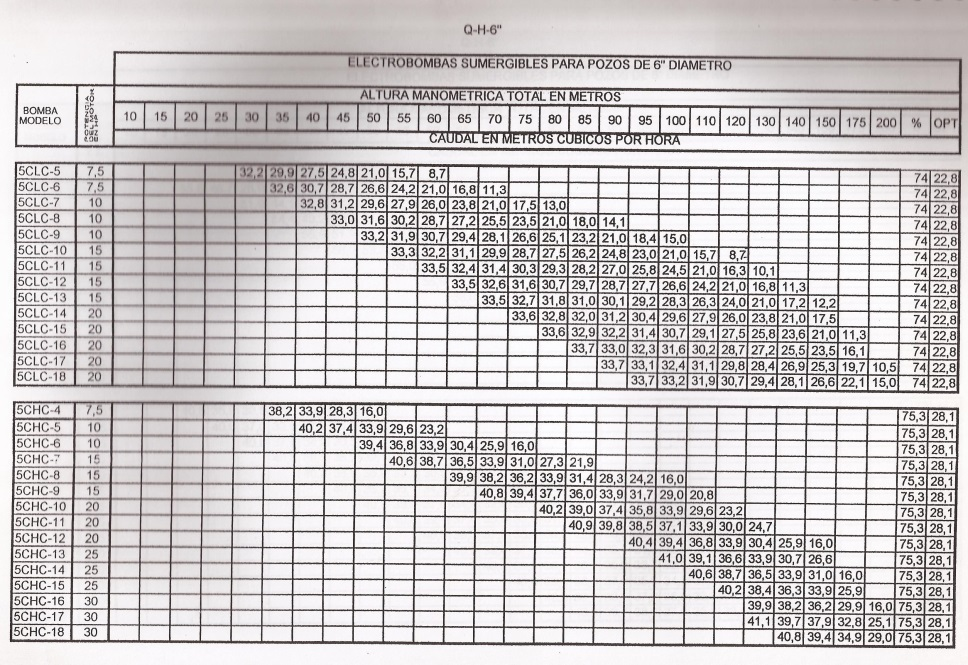 Q-H-6"
ELECTROBOMBAS SUMERGIBLES PARA POZOS DE 6" DIAMETRO
ALTURA MANOMETRICA TOTAL EN METROS
BOMBA MODELO 10 15 20 25 30 35 40 45 50 55 60 65 70 75 80 85 90 95 100 110 120 130 140 150 175 200 % OPT
CAUDAL EN METROS CUBICOS POR HORA
5CLC-5 7,5 32,2 29,9 27,5 24,8 21,0 15,7 8,7 74 22,8
5CLC-6 7,5 32,6 30,7 28,7 26,6 24,2 21,0 16,8 11,3 74 22,8
5CLC-7 10 32,8 31,2 29,6 27,9 26,0 23,8 21,0 17,5 13,0 74 22,8
5CLC-8 10 33,0 31,6 30,2 28,7 27,2 25,5 23,5 21,0 18,0 14,1 74 22,8
5CLC-9 10 33,2 31,9 30,7 29,4 28,1 26,6 25,1 23,2 21,0 18,4 15,0 74 22,8
5CLC-10 15 33,3 32,2 31,1 29,9 28,7 27,5 26,2 24,8 23,0 21,0 15,7 8,7 74 22,8
5CLC-11 15 33,5 32,4 31,4 30,3 29,3 28,2 27,0 25,8 24,5 21,0 16,3 10,1 74 22,8
5CLC-12 15 33,5 32,6 31,6 30,7 29,7 28,7 27,7 26,6 24,2 21,0 16,8 11,3 74 22,8
5CLC-13 15 33,5 32,7 31,8 31,0 30,1 29,2 28,3 26,3 24,0 21,0 17,2 12,2 74 22,8
5CLC-14 20 33,6 32,8 32,0 31,2 30,4 29,6 27,9 26,0 23,8 21,0 17,5 74 22,8
5CLC-15 20 33,6 32,9 32,2 31,4 30,7 29,1 27,5 25,8 23,6 21,0 11,3 74 22,8
5CLC-16 20 33,7 33,0 32,3 31,6 30,2 28,7 27,2 25,5 23,5 16,1 74 22,8
5CLC-17 20 33,7 33,1 32,4 31,1 29,8 28,4 26,9 25,3 19,7 10,5 74 22,8
5CLC-18 20 33,7 33,2 31,9 30,7 29,4 28,1 26,6 22,1 15,0 74 22,8
5CHC-4 7,5 38,2 33,9 28,3 16,0 75,3 28,1
5CHC-5 10 40,2 37,4 33,9 29,6 23,2 75,3 28,1
5CHC-6 10 39,4 36,8 33,9 30,4 25,9 16,0 75,3 28,1
5CHC-7 15 40,6 38,7 36,5 33,9 31,0 27,3 21,9 75,3 28,1
5CHC-8 15 39,9 38,2 36,2 33,9 31,4 28,3 24,2 16,0 75,3 28,1
5CHC-9 15 40,8 39,4 37,7 36,0 33,9 31,7 29,0 20,8 75,3 28,1
5CHC-10 20 40,2 39,0 37,4 35,8 33,9 29,6 23,2 75,3 28,1
5CHC-11 20 40,9 39,8 38,5 37,1 33,9 30,0 24,7 75,3 28,1
5CHC-12 20 40,4 39,4 36,8 33,9 30,4 25,9 16,0 75,3 28,1
5CHC-13 25 41,0 39,1 36,6 33,9 30,7 26,6 75,3 28,1
5CHC-14 25 40,6 38,7 36,5 33,9 31,0 16,0 75,3 28,1
5CHC-15 25 40,2 38,4 36,3 33,9 25,9 75,3 28,1
5CHC-16 30 39,9 38,2 36,2 29,9 16,0 75,3 28,1
5CHC-17 30 41,1 39,7 37,9 32,8 25,1 75,3 28,1
5CHC-18 30 40,8 39,4 34,9 29,0 75,3 28,1